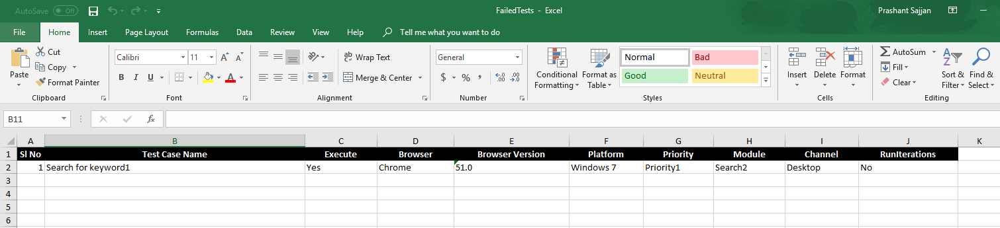 AutoSave Off FailedTests - Excel Prashant Sajjan
File Home Insert Page Layout Formulas Data Review View Help Tell me what you want to do
Cut
Copy
Format Painter
Paste
Clipboard
Calibri 11 A A
B I U A
Font
ab Wrap Text
Merge & Center
Alignment
General
$ % , .0 .00 .00 .0
Number
Conditional Formatting
Format as Table
Normal Bad
Good Neutral
Styles
Insert Delete Format
Cells
AutoSum
Fill
Clear
Sort & Filter
Find & Select
Editing
B11 fx
A B C D E F G H I J K
1 Sl No Test Case Name Execute Browser Browser Version Platform Priority Module Channel RunIterations
2 1 Search for keyword1 Yes Chrome 51.0 Windows 7 Priority1 Search2 Desktop No
3
4
5
6